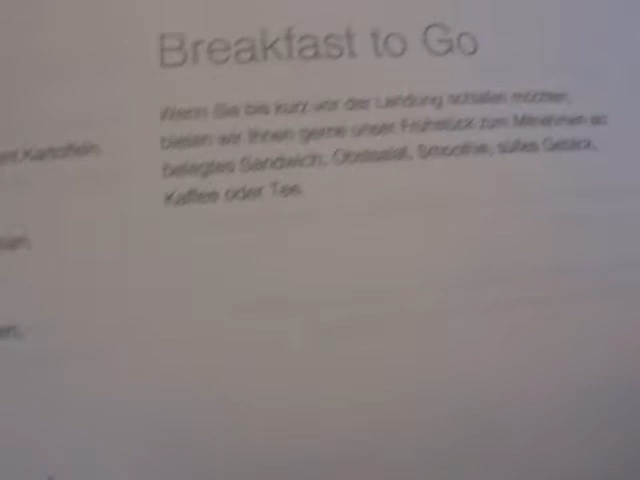 Breakfast to Go
Wenn Sie bis kurz vor der Landung schlafen möchten,
bieten wir Ihnen gerne unser Frühstück zum Mitnehmen an:
belegtes Sandwich, Obstsalat, Smoothie, süßes Gebäck,
Kaffee oder Tee.
Kartoffeln